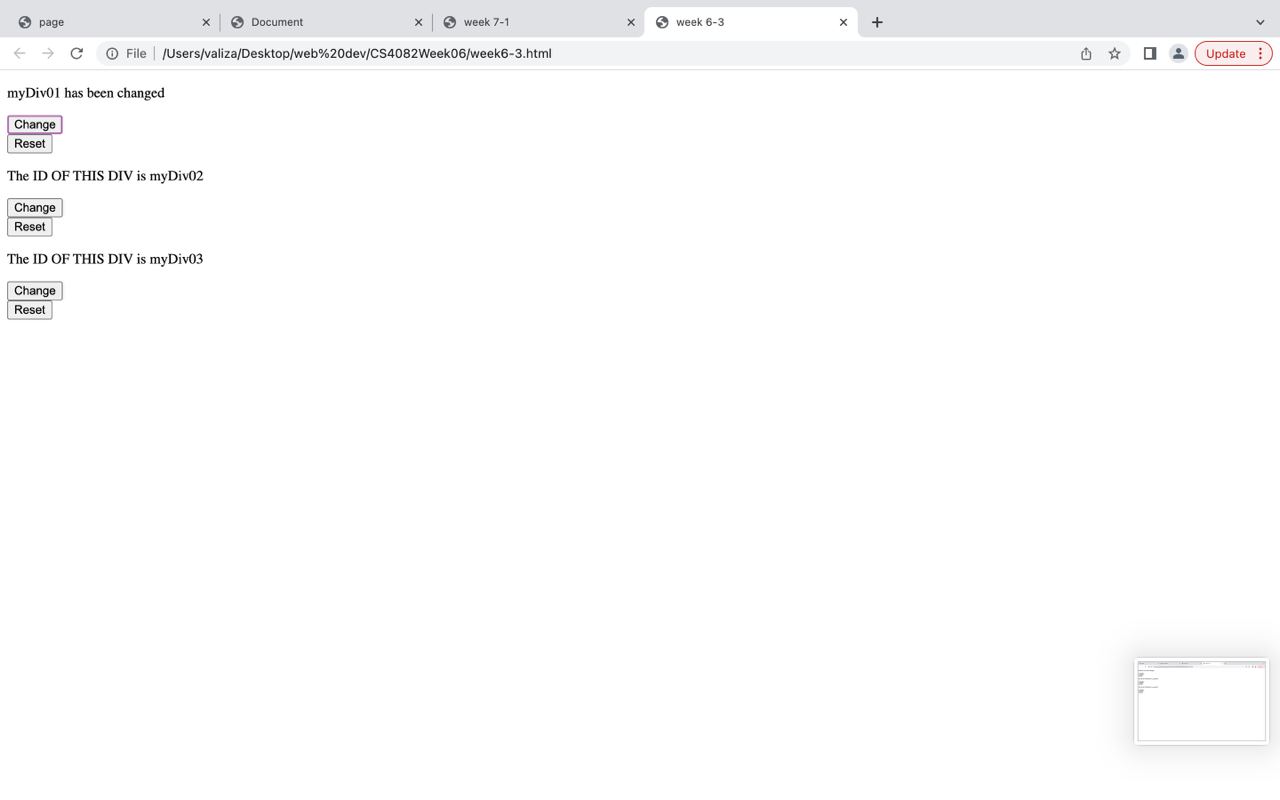 page
Document
week 7-1
week 6-3
File
/Users/valiza/Desktop/web%20dev/CS4082Week06/week6-3.html
Update
myDiv01 has been changed
Change
Reset
The ID OF THIS DIV is myDiv02
Change
Reset
The ID OF THIS DIV is myDiv03
Change
Reset